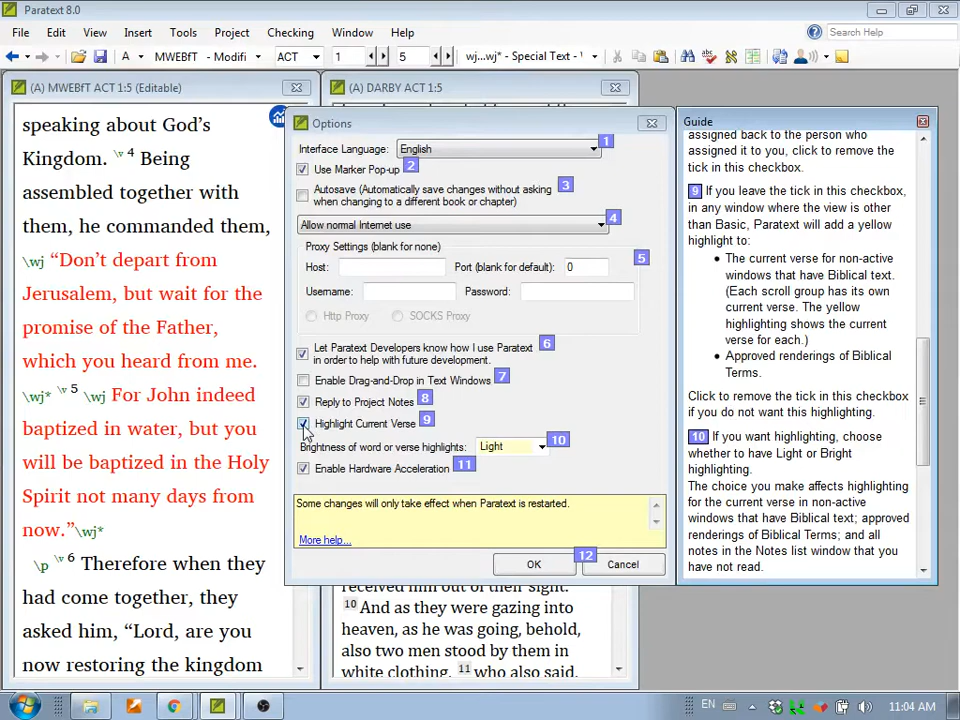 Paratext 8.0
File Edit View Insert Tools Project Checking Window Help
Search Help
A MWEBfT - Modifi ACT 1 5 wj...wj* - Special Text -
(A) MWEBfT ACT 1:5 (Editable)
speaking about God's
Kingdom. \v 4 Being
assembled together with
them, he commanded them,
\wj “Don't depart from
Jerusalem, but wait for the
promise of the Father,
which you heard from me.
\wj* \v 5 \wj For John indeed
baptized in water, but you
will be baptized in the Holy
Spirit not many days from
now.”\wj*
\p \v 6 Therefore when they
had come together, they
asked him, “Lord, are you
now restoring the kingdom
(A) DARBY ACT 1:5
received him out of their sight.
10 And as they were gazing into
heaven, as he was going, behold,
also two men stood by them in
white clothing, 11 who also said,
Options
Interface Language: English 1
Use Marker Pop-up 2
Autosave (Automatically save changes without asking
when changing to a different book or chapter) 3
Allow normal Internet use 4
Proxy Settings (blank for none) 5
Host: Port (blank for default): 0
Username: Password:
Http Proxy SOCKS Proxy
Let Paratext Developers know how I use Paratext
in order to help with future development. 6
Enable Drag-and-Drop in Text Windows 7
Reply to Project Notes 8
Highlight Current Verse 9
Brightness of word or verse highlights: Light 10
Enable Hardware Acceleration 11
Some changes will only take effect when Paratext is restarted.
More help...
OK 12 Cancel
Guide
assigned back to the person who
assigned it to you, click to remove
the tick in this checkbox.
9 If you leave the tick in this checkbox,
in any window where the view is other
than Basic, Paratext will add a yellow
highlight to:
• The current verse for non-active
windows that have Biblical text.
(Each scroll group has its own
current verse. The yellow
highlighting shows the current
verse for each.)
• Approved renderings of Biblical
Terms.
Click to remove the tick in this checkbox
if you do not want this highlighting.
10 If you want highlighting, choose
whether to have Light or Bright
highlighting.
The choice you make affects highlighting
for the current verse in non-active
windows that have Biblical text; approved
renderings of Biblical Terms; and all
notes in the Notes list window that you
have not read.
EN 11:04 AM